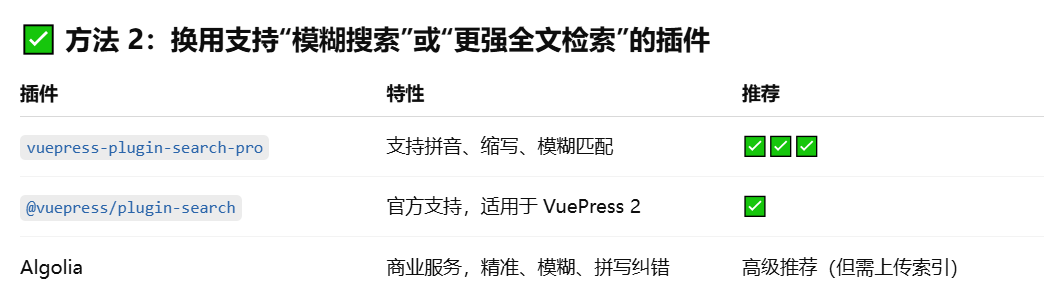 ✅ 方法 2：换用支持“模糊搜索”或“更强全文检索”的插件
插件 特性 推荐
vuepress-plugin-search-pro 支持拼音、缩写、模糊匹配 ✅✅✅
@vuepress/plugin-search 官方支持，适用于 VuePress 2 ✅
Algolia 商业服务，精准、模糊、拼写纠错 高级推荐（但需上传索引）